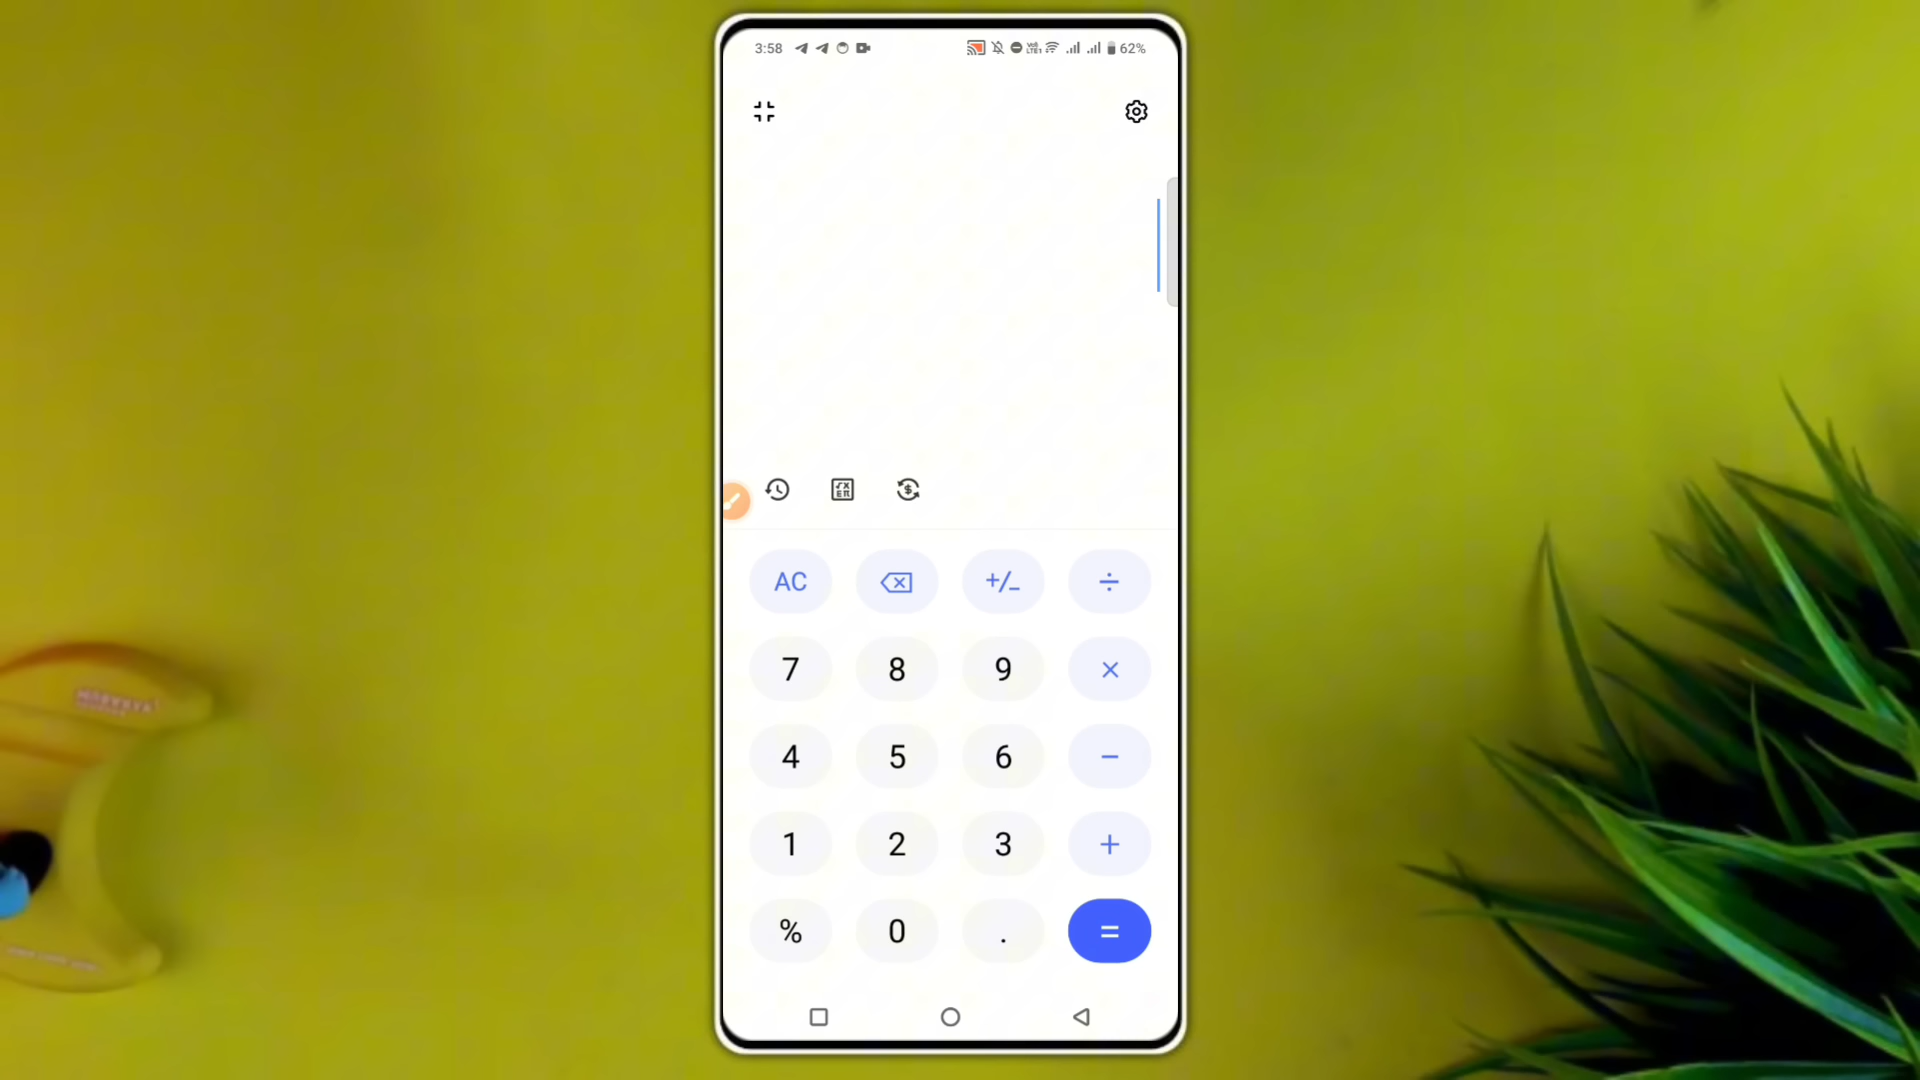 3:58 62%
AC +/- ÷
7 8 9 ×
4 5 6 −
1 2 3 +
% 0 . =